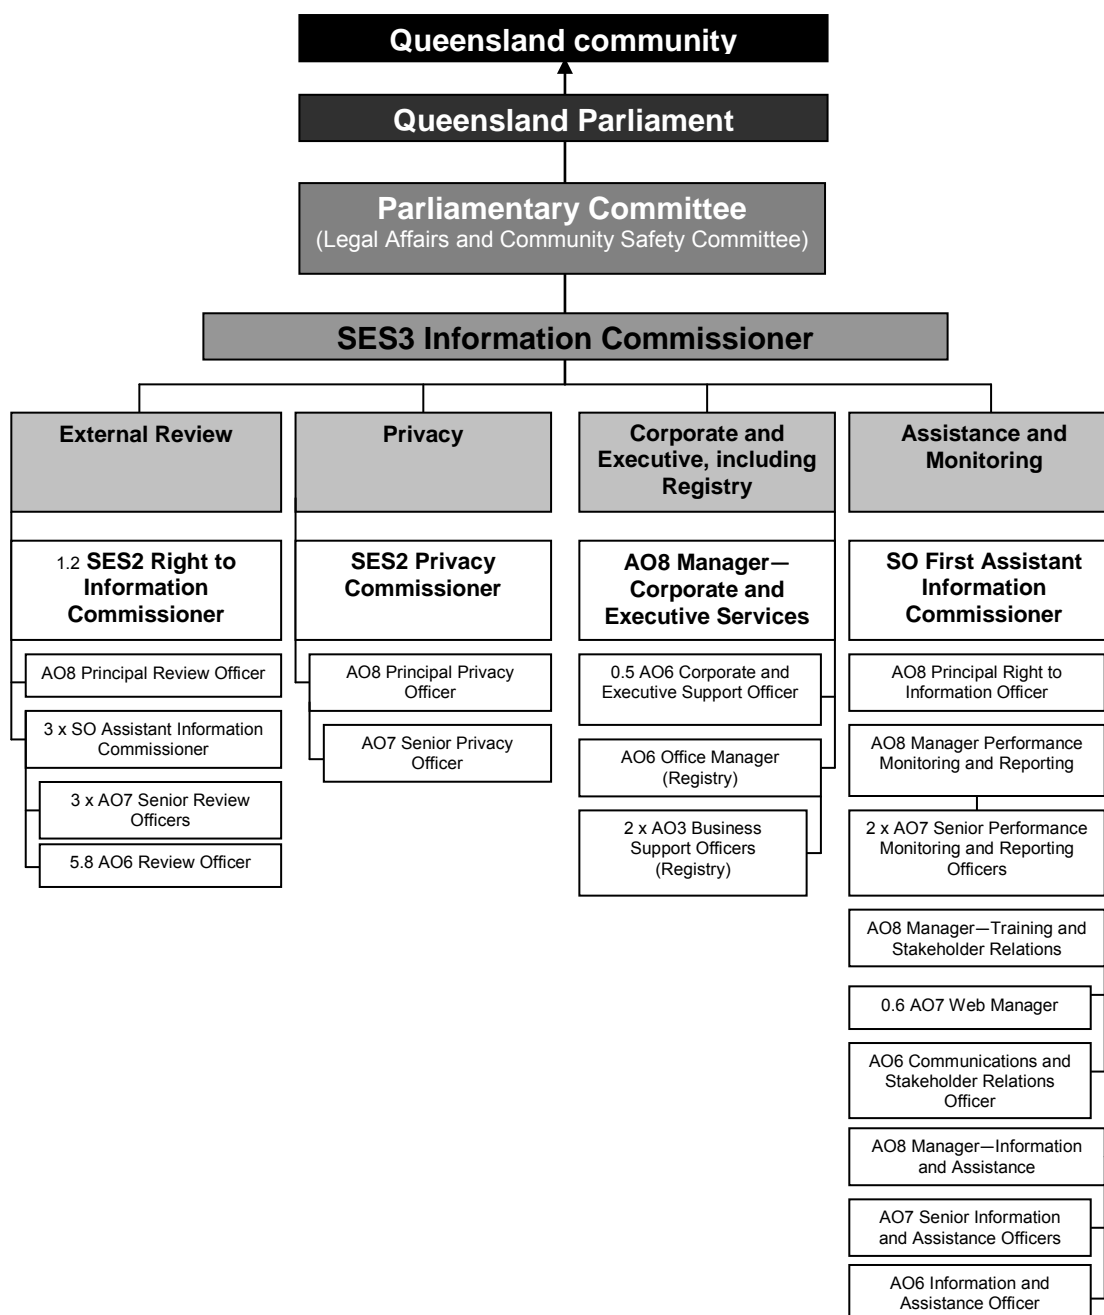 Queensland community
Queensland Parliament
Parliamentary Committee
(Legal Affairs and Community Safety Committee)
SES3 Information Commissioner
External Review
1.2 SES2 Right to
Information
Commissioner
AO8 Principal Review Officer
3 x SO Assistant Information
Commissioner
3 x AO7 Senior Review
Officers
5.8 AO6 Review Officer
Privacy
SES2 Privacy
Commissioner
AO8 Principal Privacy
Officer
AO7 Senior Privacy
Officer
Corporate and
Executive, including
Registry
AO8 Manager—
Corporate and
Executive Services
0.5 AO6 Corporate and
Executive Support Officer
AO6 Office Manager
(Registry)
2 x AO3 Business
Support Officers
(Registry)
Assistance and
Monitoring
SO First Assistant
Information
Commissioner
AO8 Principal Right to
Information Officer
AO8 Manager Performance
Monitoring and Reporting
2 x AO7 Senior Performance
Monitoring and Reporting
Officers
AO8 Manager—Training and
Stakeholder Relations
0.6 AO7 Web Manager
AO6 Communications and
Stakeholder Relations
Officer
AO8 Manager—Information
and Assistance
AO7 Senior Information
and Assistance Officers
AO6 Information and
Assistance Officer